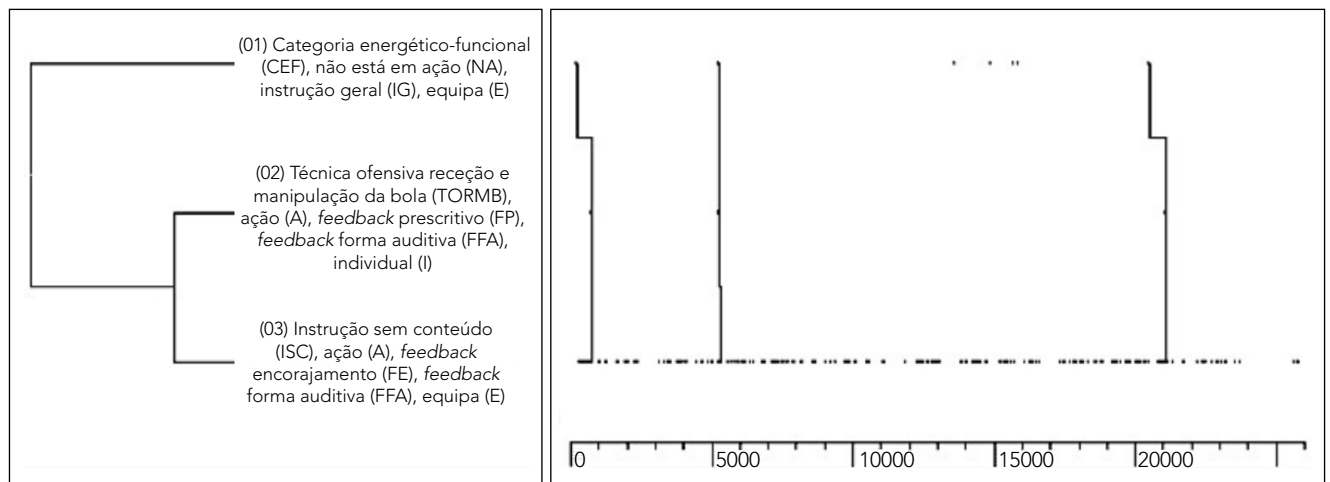 (01) Categoria energético-funcional
(CEF), não está em ação (NA),
instrução geral (IG), equipa (E)
(02) Técnica ofensiva receção e
manipulação da bola (TORMB),
ação (A), feedback prescritivo (FP),
feedback forma auditiva (FFA),
individual (I)
(03) Instrução sem conteúdo
(ISC), ação (A), feedback
encorajamento (FE), feedback
forma auditiva (FFA), equipa (E)
0 5000 10000 15000 20000